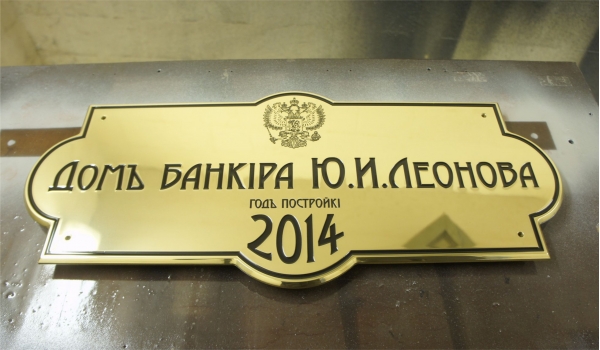 Домъ банкіра Ю.И.Леонова
годъ постройкі
2014